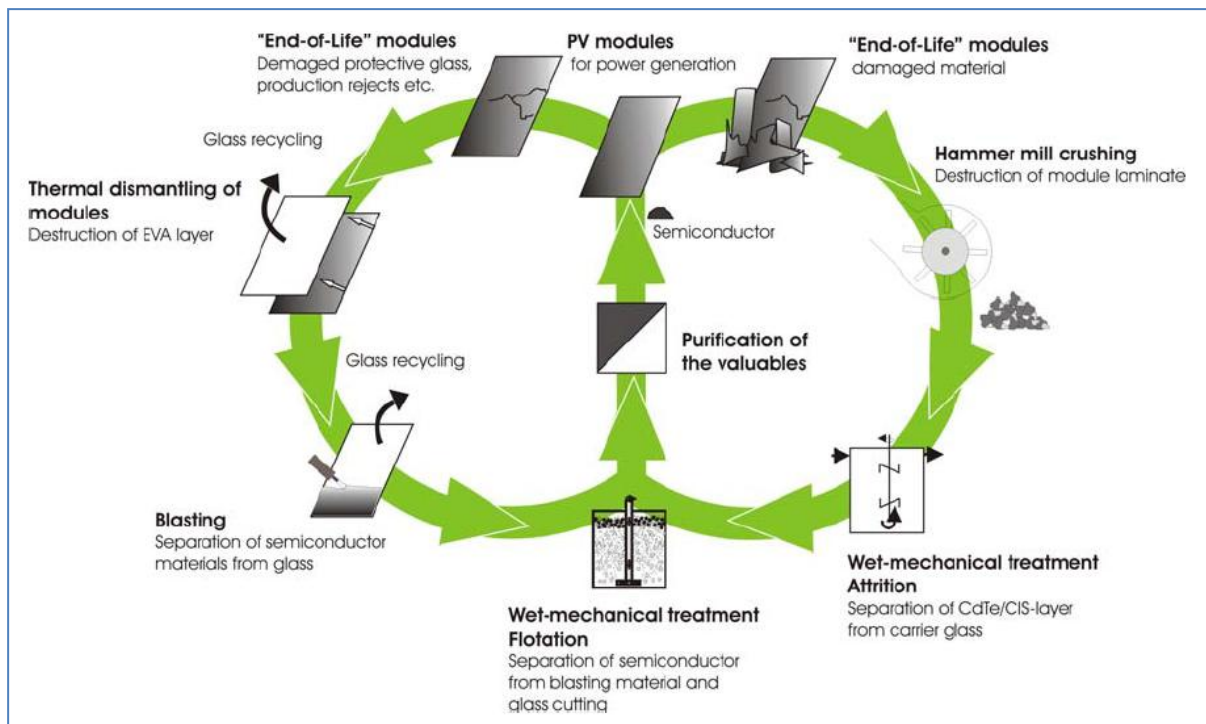 "End-of-Life" modules
Damaged protective glass,
production rejects etc.
PV modules
for power generation
"End-of-Life" modules
damaged material
Glass recycling
Thermal dismantling of
modules
Destruction of EVA layer
Hammer mill crushing
Destruction of module laminate
Semiconductor
Purification of
the valuables
Glass recycling
Blasting
Separation of semiconductor
materials from glass
Wet-mechanical treatment
Flotation
Separation of semiconductor
from blasting material and
glass cutting
Wet-mechanical treatment
Attrition
Separation of CdTe/CIS-layer
from carrier glass